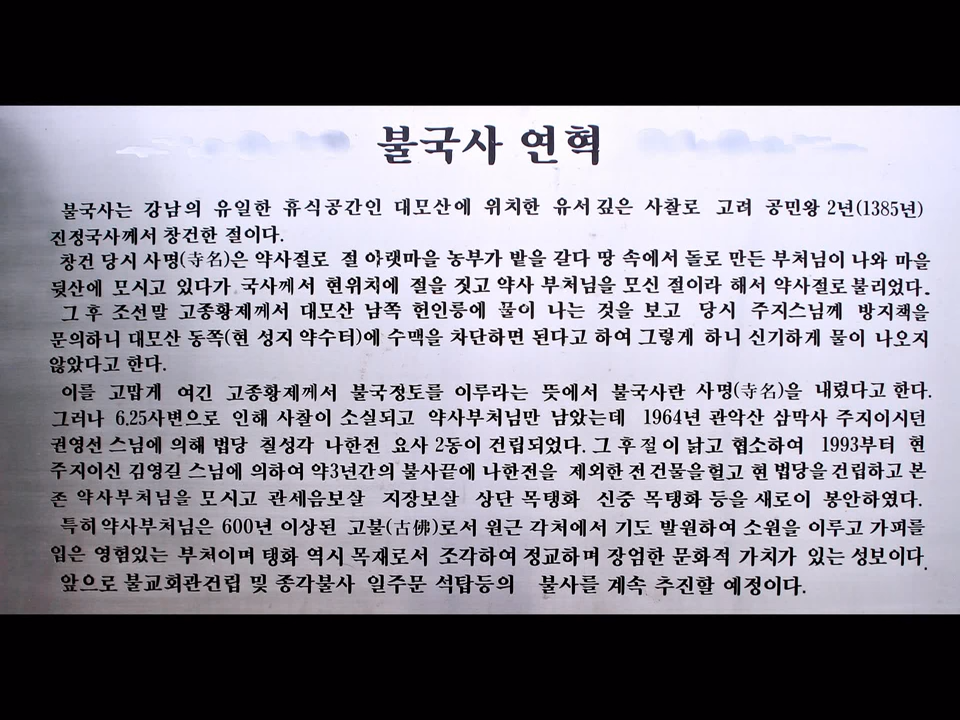 불국사 연혁
불국사는 강남의 유일한 휴식공간인 대모산에 위치한 유서깊은 사찰로 고려 공민왕 2년(1385년)
진정국사께서 창건한 절이다.
창건 당시 사명(寺名)은 약사절로 절 아랫마을 농부가 밭을 갈다 땅 속에서 돌로 만든 부처님이 나와 마을
뒷산에 모시고 있다가 국사께서 현위치에 절을 짓고 약사 부처님을 모신 절이라 해서 약사절로 불리었다.
그 후 조선말 고종황제께서 대모산 남쪽 헌인릉에 물이 나는 것을 보고 당시 주지스님께 방지책을
문의하니 대모산 동쪽(현 성지 약수터)에 수맥을 차단하면 된다고 하여 그렇게 하니 신기하게 물이 나오지
않았다고 한다.
이를 고맙게 여긴 고종황제께서 불국정토를 이루라는 뜻에서 불국사란 사명(寺名)을 내렸다고 한다.
그러나 6.25사변으로 인해 사찰이 소실되고 약사부처님만 남았는데 1964년 관악산 삼막사 주지이시던
권영선 스님에 의해 법당 칠성각 나한전 요사 2동이 건립되었다. 그 후 절 이 낡고 협소하여 1993부터 현
주지이신 김영길 스님에 의하여 약3년간의 불사끝에 나한전을 제외한 전 건물을 헐고 현 법당을 건립하고 본
존 약사부처님을 모시고 관세음보살 지장보살 상단 목탱화 신중 목탱화 등을 새로이 봉안하였다.
특히 약사부처님은 600년 이상된 고불(古佛)로서 원근 각처에서 기도 발원하여 소원을 이루고 가피를
입은 영험있는 부처이며 탱화 역시 목재로서 조각하여 정교하며 장엄한 문화적 가치가 있는 성보이다.
앞으로 불교회관건립 및 종각불사 일주문 석탑등의 불사를 계속 추진할 예정이다.